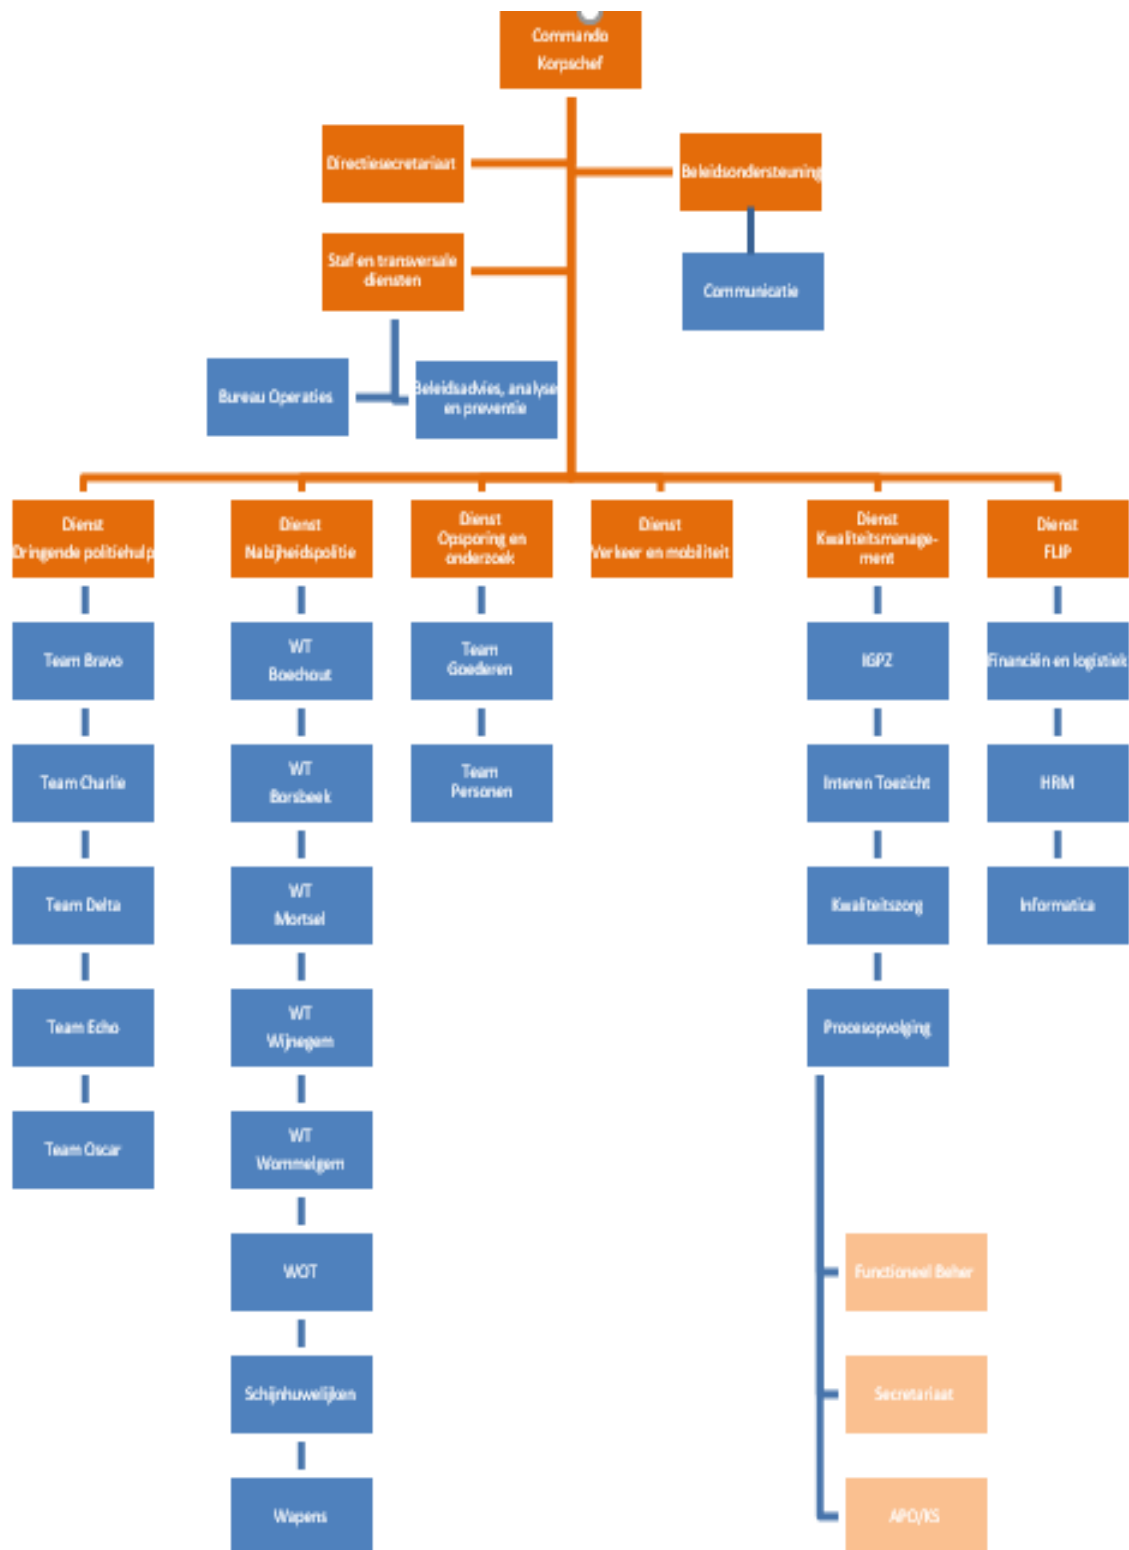 Commando
Korpschef
Directiesecretariaat
Beleidsondersteuning
Staf en transversale
diensten
Communicatie
Bureau Operaties
Beleidsadvies, analyse
en preventie
Dienst
Dringende politiehulp
Dienst
Nabijheidspolitie
Dienst
Opsporing en
onderzoek
Dienst
Verkeer en mobiliteit
Dienst
Kwaliteitsmanage-
ment
Dienst
FLIP
Team Bravo
WT
Boechout
Team
Goederen
IGPZ
Financiën en logistiek
Team Charlie
WT
Borsbeek
Team
Personen
Interen Toezicht
HRM
Team Delta
WT
Mortsel
Kwaliteitszorg
Informatica
Team Echo
WT
Wijnegem
Procesopvolging
Team Oscar
WT
Wommelgem
WOT
Functioneel Beher
Schijnhuwelijken
Secretariaat
Wapens
APO/KS